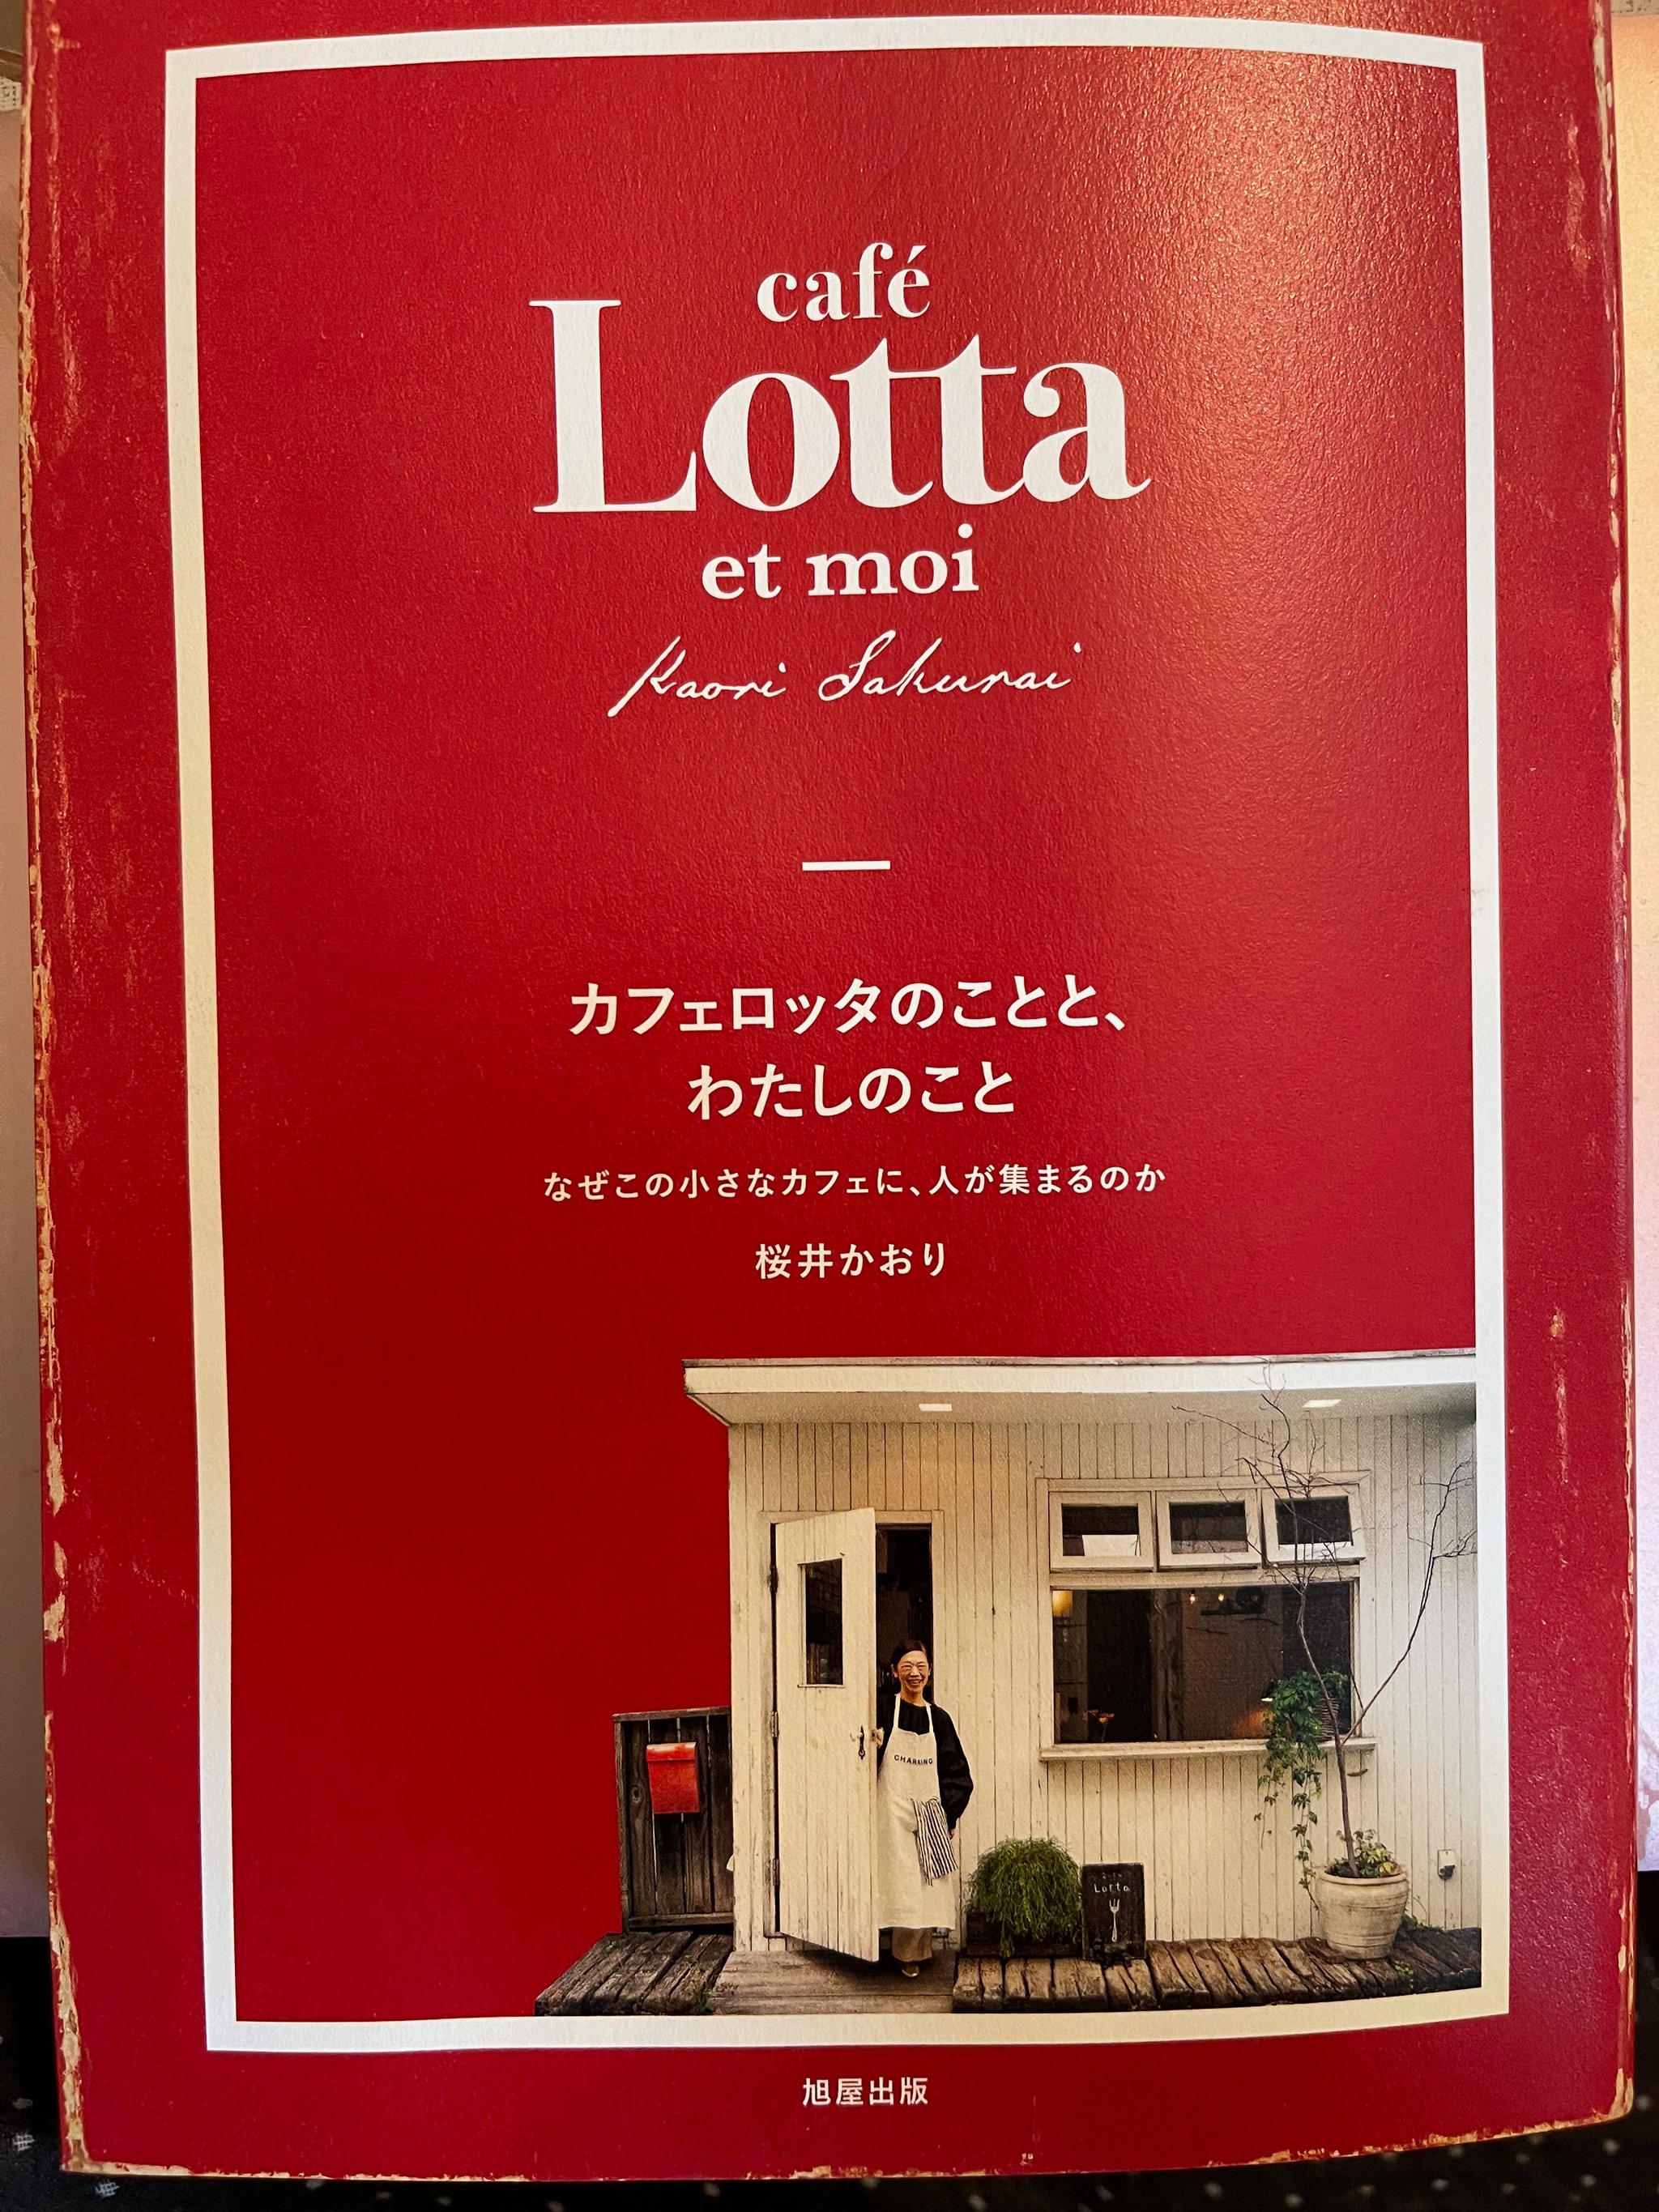 café
Lotta
et moi
Kaori Sakurai
カフェロッタのことと、
わたしのこと
なぜこの小さなカフェに、人が集まるのか
桜井かおり
CHARKING
Lotta
旭屋出版